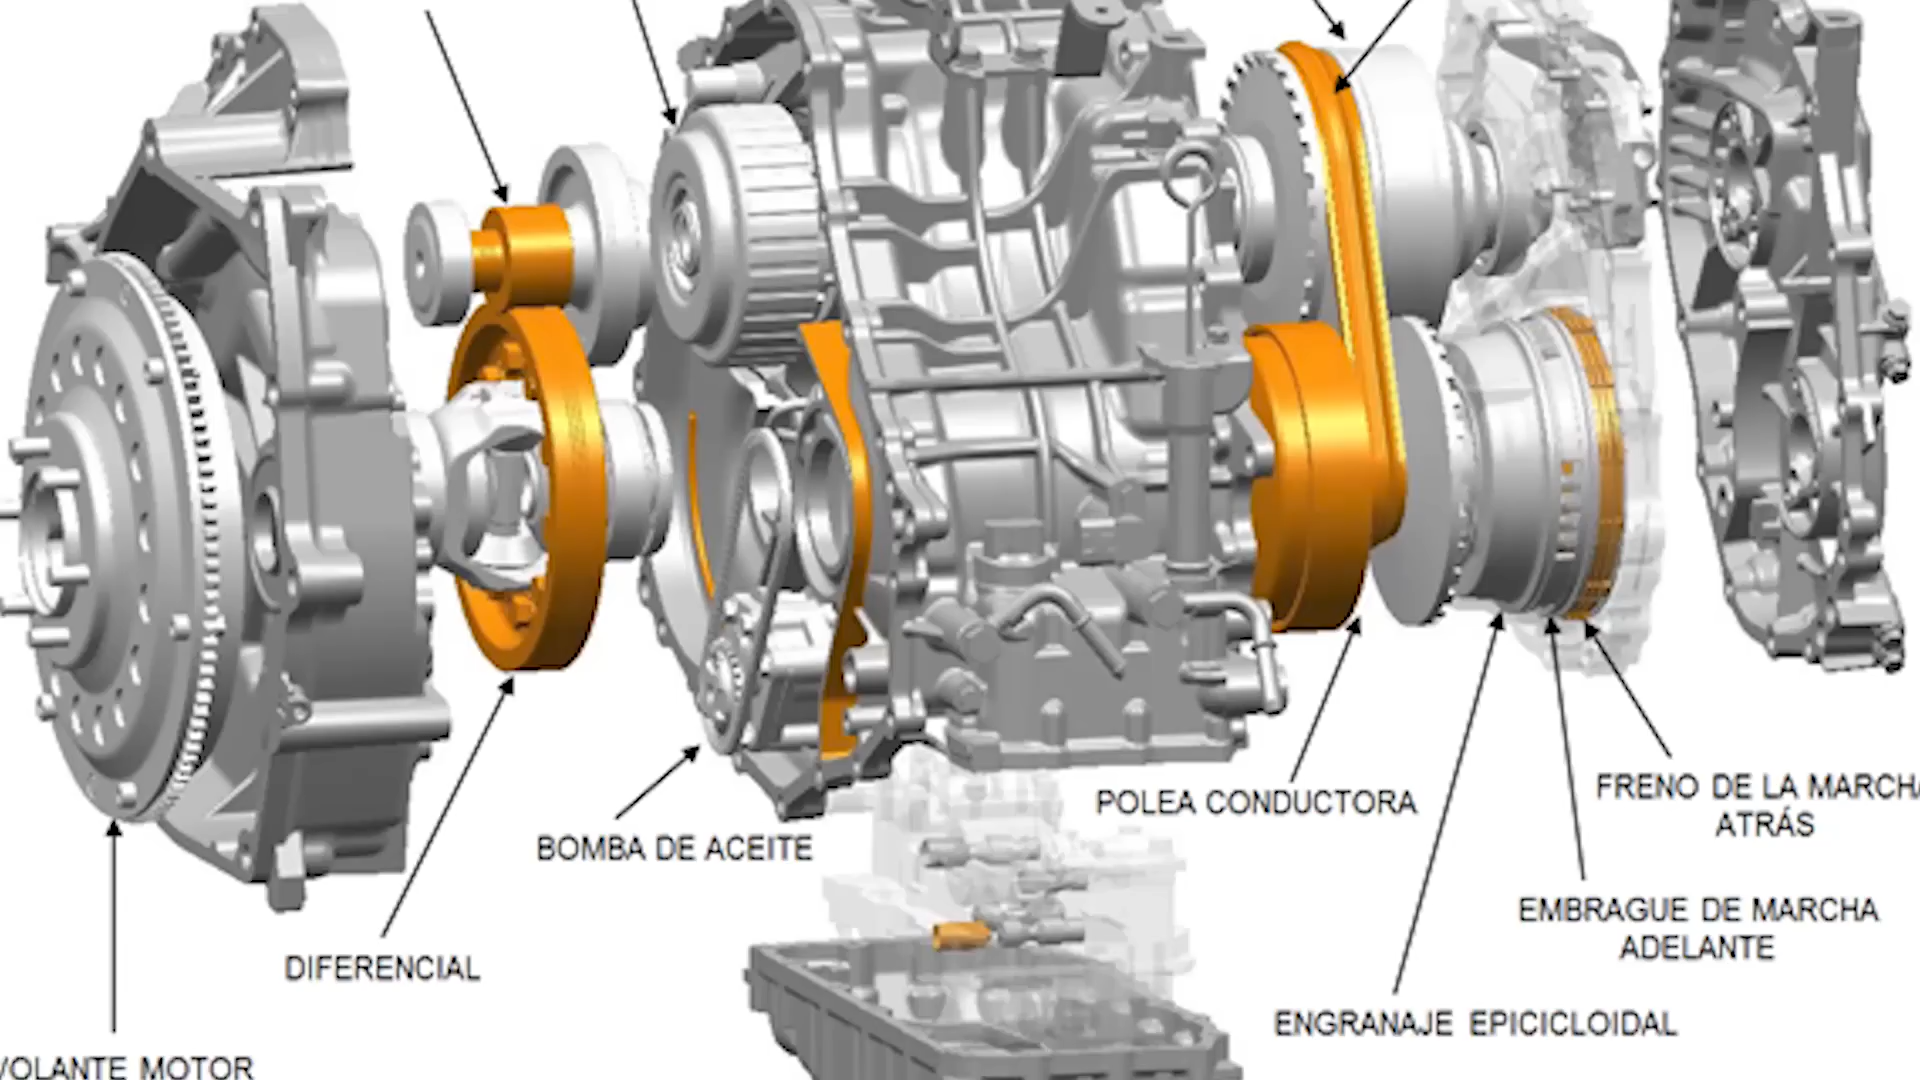 POLEA CONDUCTORA
FRENO DE LA MARCHA
ATRÁS
BOMBA DE ACEITE
EMBRAGUE DE MARCHA
ADELANTE
DIFERENCIAL
ENGRANAJE EPICICLOIDAL
VOLANTE MOTOR